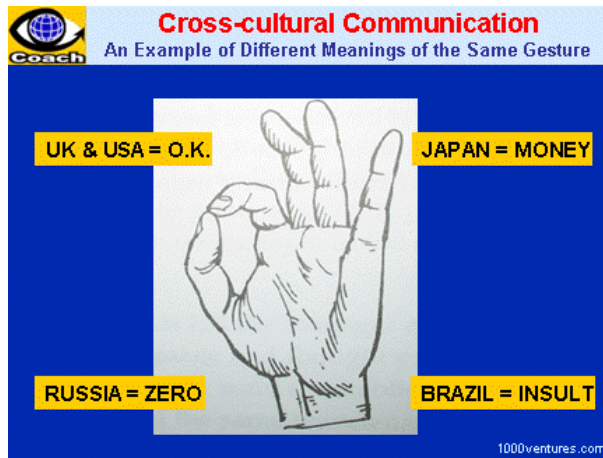 Cross-cultural Communication
An Example of Different Meanings of the Same Gesture
Coach
UK & USA = O.K.
JAPAN = MONEY
RUSSIA = ZERO
BRAZIL = INSULT
1000ventures.com